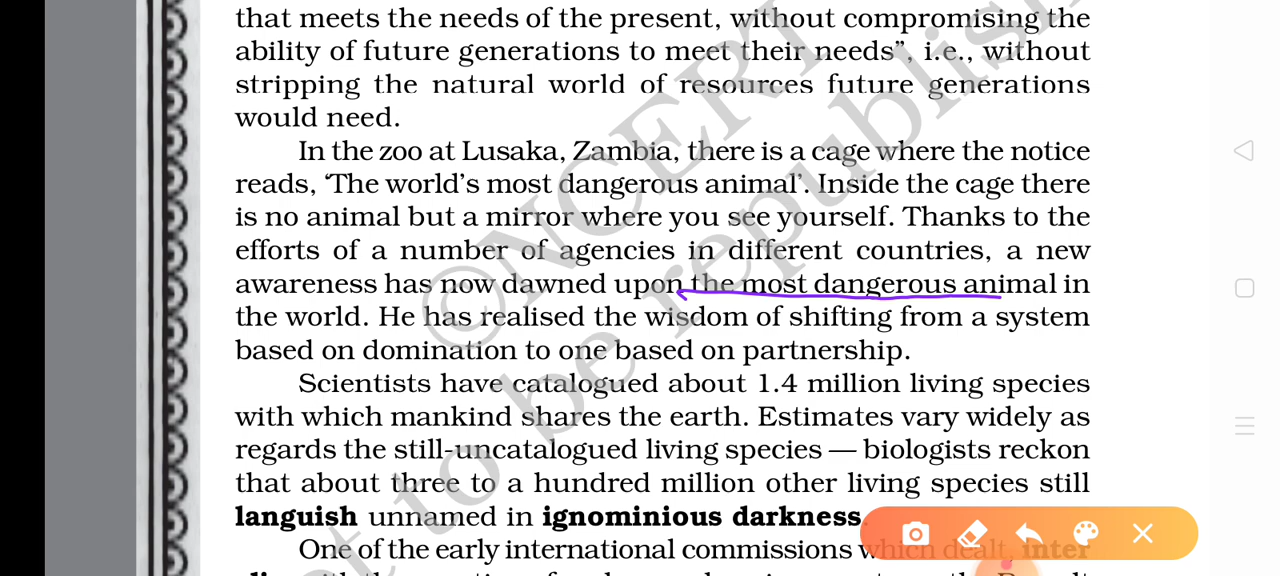 that meets the needs of the present, without compromising the
ability of future generations to meet their needs”, i.e., without
stripping the natural world of resources future generations
would need.
In the zoo at Lusaka, Zambia, there is a cage where the notice
reads, ‘The world’s most dangerous animal’. Inside the cage there
is no animal but a mirror where you see yourself. Thanks to the
efforts of a number of agencies in different countries, a new
awareness has now dawned upon the most dangerous animal in
the world. He has realised the wisdom of shifting from a system
based on domination to one based on partnership.
Scientists have catalogued about 1.4 million living species
with which mankind shares the earth. Estimates vary widely as
regards the still-uncatalogued living species — biologists reckon
that about three to a hundred million other living species still
languish unnamed in ignominious darkness.
One of the early international commissions which dealt, inter
©NCERT
not to be republish